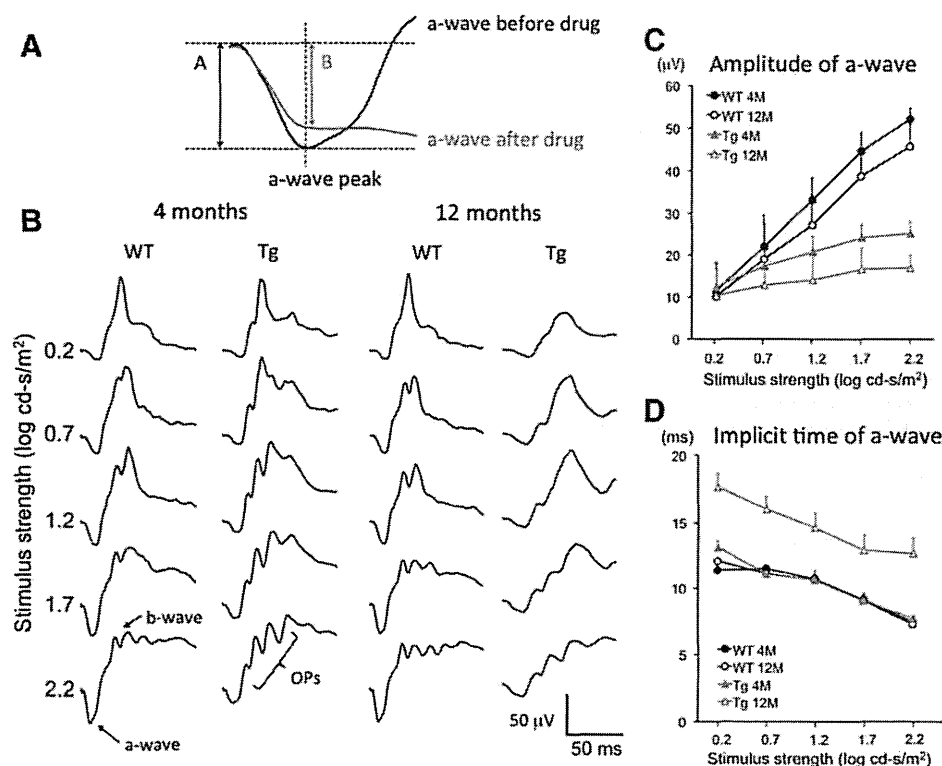 A
a-wave before drug
A
B
a-wave after drug
a-wave peak
B
4 months
12 months
WT
Tg
WT
Tg
Stimulus strength (log cd-s/m²)
0.2
0.7
1.2
1.7
2.2
b-wave
OPs
a-wave
50 μV
50 ms
C
(μV)
Amplitude of a-wave
60
50
40
30
20
10
0
WT 4M
WT 12M
Tg 4M
Tg 12M
0.2
0.7
1.2
1.7
2.2
Stimulus strength (log cd-s/m²)
D
(ms)
Implicit time of a-wave
20
15
10
5
0
WT 4M
WT 12M
Tg 4M
Tg 12M
0.2
0.7
1.2
1.7
2.2
Stimulus strength (log cd-s/m²)